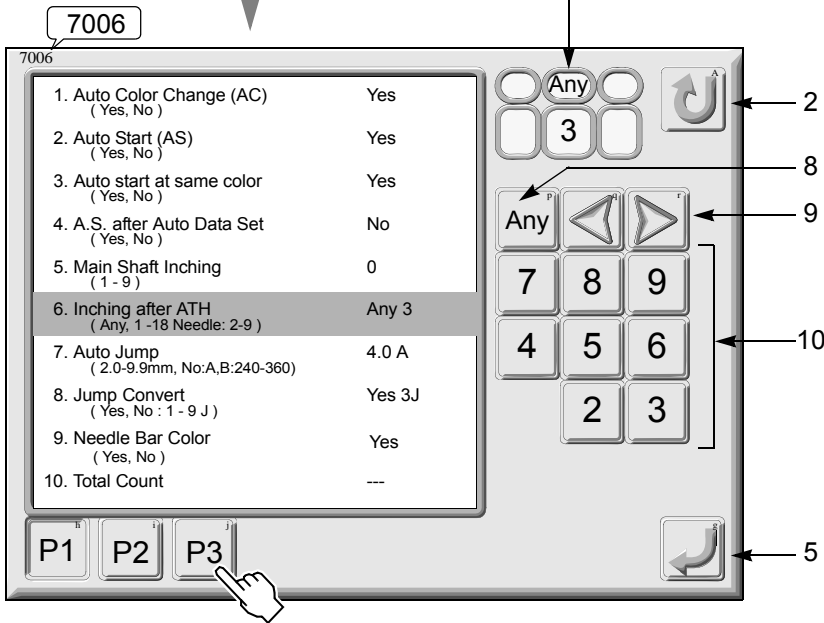 7006
7006
1. Auto Color Change (AC) Yes
( Yes, No )
2. Auto Start (AS) Yes
( Yes, No )
3. Auto start at same color Yes
( Yes, No )
4. A.S. after Auto Data Set No
( Yes, No )
5. Main Shaft Inching 0
( 1 - 9 )
6. Inching after ATH Any 3
( Any, 1 -18 Needle: 2-9 )
7. Auto Jump 4.0 A
( 2.0-9.9mm, No:A,B:240-360)
8. Jump Convert Yes 3J
( Yes, No : 1 - 9 J )
9. Needle Bar Color Yes
( Yes, No )
10. Total Count ---
Any
3
A
2
8
p q r
Any
9
7 8 9
4 5 6
10
2 3
h i j
P1 P2 P3
g
5